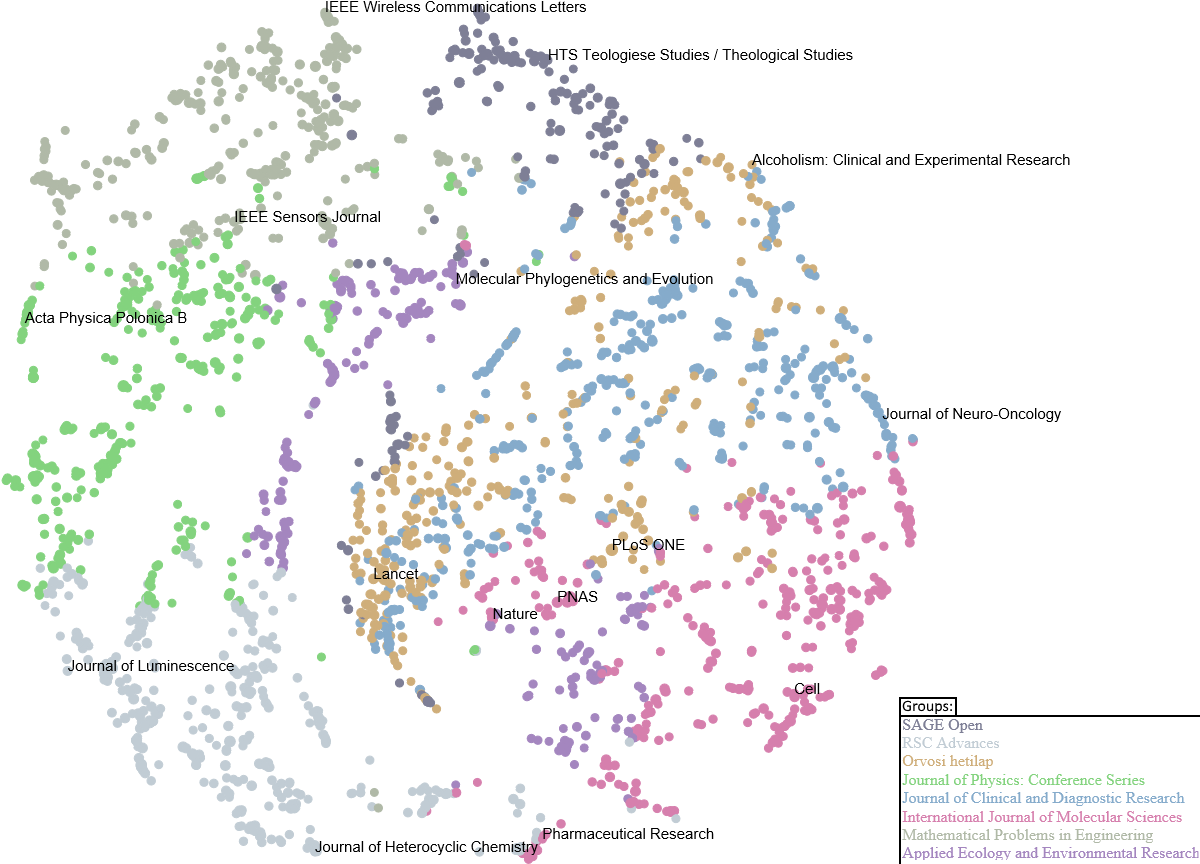 IEEE Wireless Communications Letters
HTS Teologiese Studies / Theological Studies
Alcoholism: Clinical and Experimental Research
IEEE Sensors Journal
Molecular Phylogenetics and Evolution
Acta Physica Polonica B
Journal of Neuro-Oncology
PLoS ONE
Lancet
PNAS
Nature
Journal of Luminescence
Cell
Pharmaceutical Research
Journal of Heterocyclic Chemistry
Groups:
SAGE Open
RSC Advances
Orvosi hetilap
Journal of Physics: Conference Series
Journal of Clinical and Diagnostic Research
International Journal of Molecular Sciences
Mathematical Problems in Engineering
Applied Ecology and Environmental Research